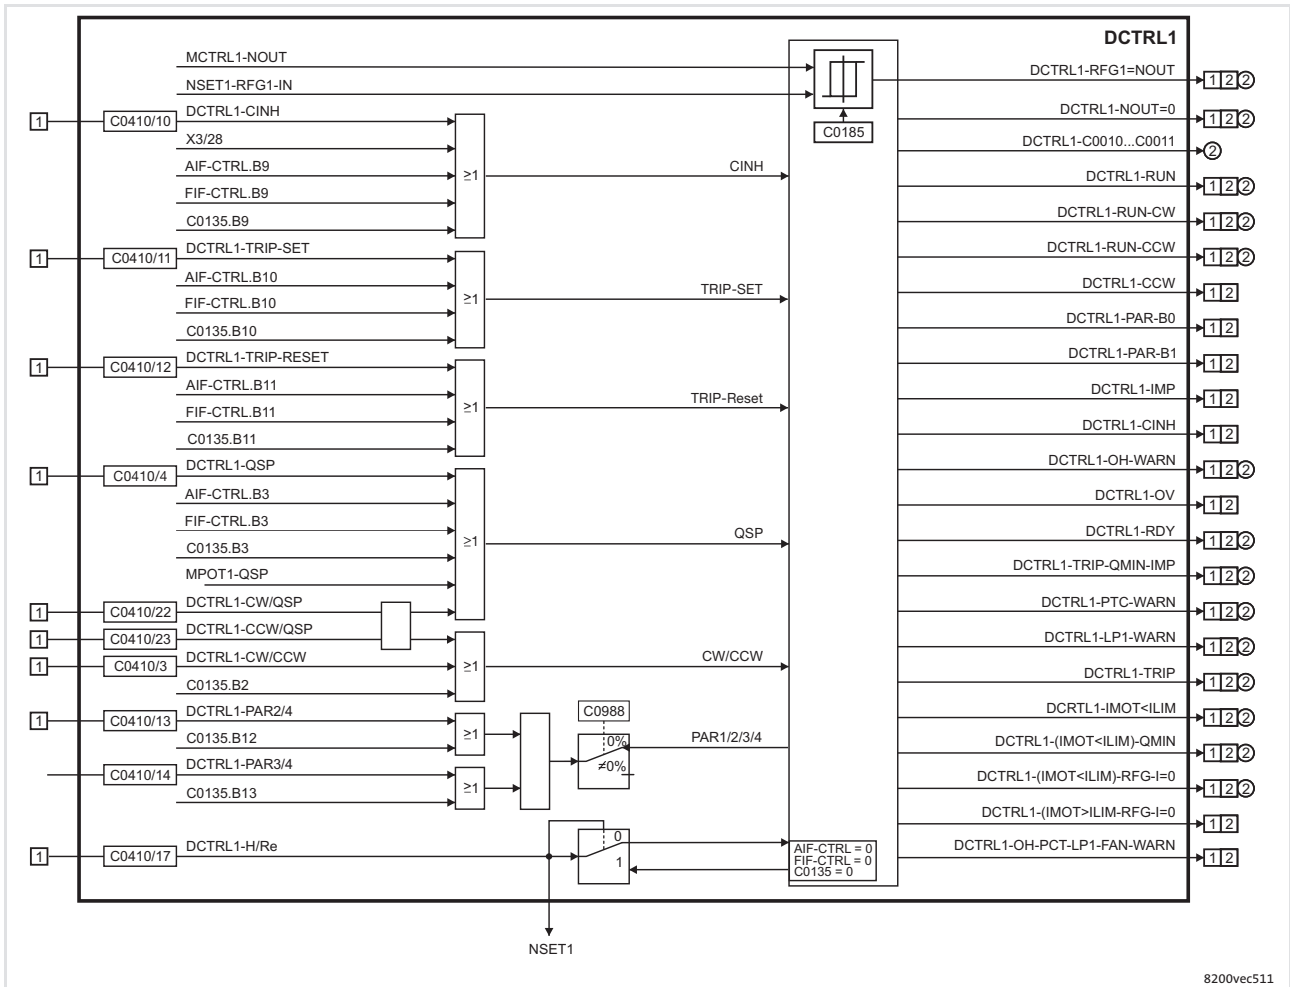 DCTRL1
MCTRL1-NOUT
NSET1-RFG1-IN
1 C0410/10 DCTRL1-CINH
X3/28
AIF-CTRL.B9
FIF-CTRL.B9
C0135.B9
≥1
CINH
1 C0410/11 DCTRL1-TRIP-SET
AIF-CTRL.B10
FIF-CTRL.B10
C0135.B10
≥1
TRIP-SET
1 C0410/12 DCTRL1-TRIP-RESET
AIF-CTRL.B11
FIF-CTRL.B11
C0135.B11
≥1
TRIP-Reset
1 C0410/4 DCTRL1-QSP
AIF-CTRL.B3
FIF-CTRL.B3
C0135.B3
MPOT1-QSP
≥1
QSP
1 C0410/22 DCTRL1-CW/QSP
1 C0410/23 DCTRL1-CCW/QSP
1 C0410/3 DCTRL1-CW/CCW
C0135.B2
≥1
CW/CCW
1 C0410/13 DCTRL1-PAR2/4
C0135.B12
≥1
C0410/14 DCTRL1-PAR3/4
C0135.B13
≥1
C0988
0%
≠0%
PAR1/2/3/4
1 C0410/17 DCTRL1-H/Re
0
1
NSET1
AIF-CTRL = 0
FIF-CTRL = 0
C0135 = 0
C0185
DCTRL1-RFG1=NOUT 1 2 2
DCTRL1-NOUT=0 1 2 2
DCTRL1-C0010...C0011 2
DCTRL1-RUN 1 2 2
DCTRL1-RUN-CW 1 2 2
DCTRL1-RUN-CCW 1 2 2
DCTRL1-CCW 1 2
DCTRL1-PAR-B0 1 2
DCTRL1-PAR-B1 1 2
DCTRL1-IMP 1 2
DCTRL1-CINH 1 2
DCTRL1-OH-WARN 1 2 2
DCTRL1-OV 1 2
DCTRL1-RDY 1 2 2
DCTRL1-TRIP-QMIN-IMP 1 2 2
DCTRL1-PTC-WARN 1 2 2
DCTRL1-LP1-WARN 1 2 2
DCTRL1-TRIP 1 2 2
DCRTL1-IMOT<ILIM 1 2 2
DCTRL1-(IMOT<ILIM)-QMIN 1 2 2
DCTRL1-(IMOT<ILIM)-RFG-I=0 1 2 2
DCTRL1-(IMOT>ILIM-RFG-I=0 1 2
DCTRL1-OH-PCT-LP1-FAN-WARN 1 2
8200vec511